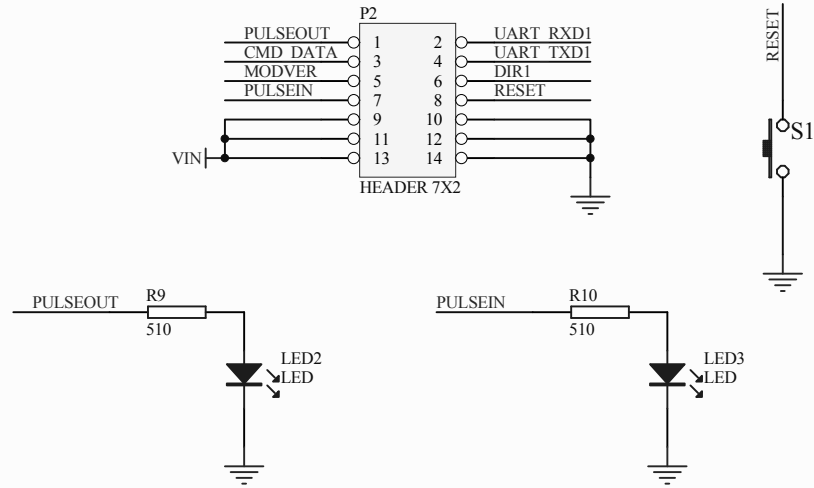 P2
PULSEOUT 1 2 UART_RXD1
CMD_DATA 3 4 UART_TXD1
MODVER 5 6 DIR1
PULSEIN 7 8 RESET
9 10
11 12
VIN 13 14
HEADER 7X2
RESET
S1
PULSEOUT
R9
510
LED2
LED
PULSEIN
R10
510
LED3
LED